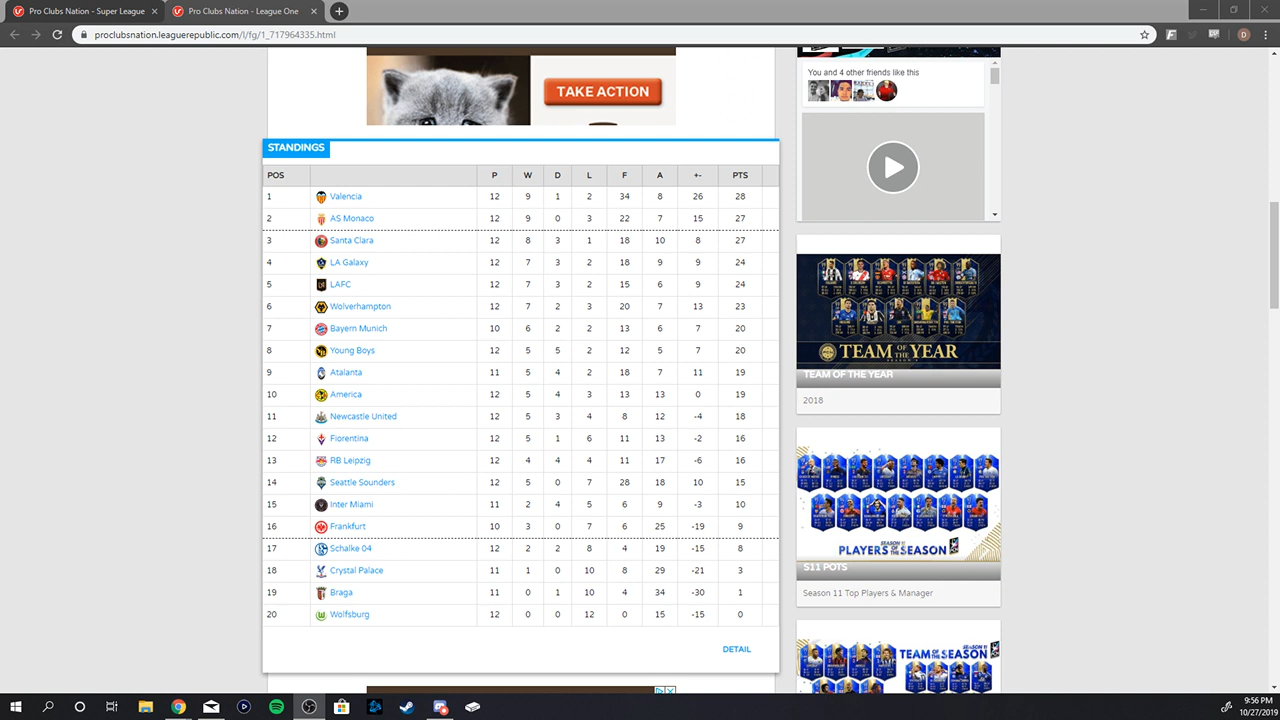 Pro Clubs Nation - Super League
Pro Clubs Nation - League One
proclubsnation.leaguerepublic.com/l/fg/1_717964335.html
D
TAKE ACTION
You and 4 other friends like this
STANDINGS
POS P W D L F A +- PTS
1 Valencia 12 9 1 2 34 8 26 28
2 AS Monaco 12 9 0 3 22 7 15 27
3 Santa Clara 12 8 3 1 18 10 8 27
4 LA Galaxy 12 7 3 2 18 9 9 24
5 LAFC 12 7 3 2 15 6 9 24
6 Wolverhampton 12 7 2 3 20 7 13 23
7 Bayern Munich 10 6 2 2 13 6 7 20
8 Young Boys 12 5 5 2 12 5 7 20
9 Atalanta 11 5 4 2 18 7 11 19
10 America 12 5 4 3 13 13 0 19
11 Newcastle United 12 5 3 4 8 12 -4 18
12 Fiorentina 12 5 1 6 11 13 -2 16
13 RB Leipzig 12 4 4 4 11 17 -6 16
14 Seattle Sounders 12 5 0 7 28 18 10 15
15 Inter Miami 11 2 4 5 6 9 -3 10
16 Frankfurt 10 3 0 7 6 25 -19 9
17 Schalke 04 12 2 2 8 4 19 -15 8
18 Crystal Palace 11 1 0 10 8 29 -21 3
19 Braga 11 0 1 10 4 34 -30 1
20 Wolfsburg 12 0 0 12 0 15 -15 0
DETAIL
TEAM OF THE YEAR
TEAM OF THE YEAR
2018
SEASON 11
PLAYERS OF THE SEASON
S11 POTS
Season 11 Top Players & Manager
SEASON 11
TEAM OF THE SEASON
9:56 PM
10/27/2019